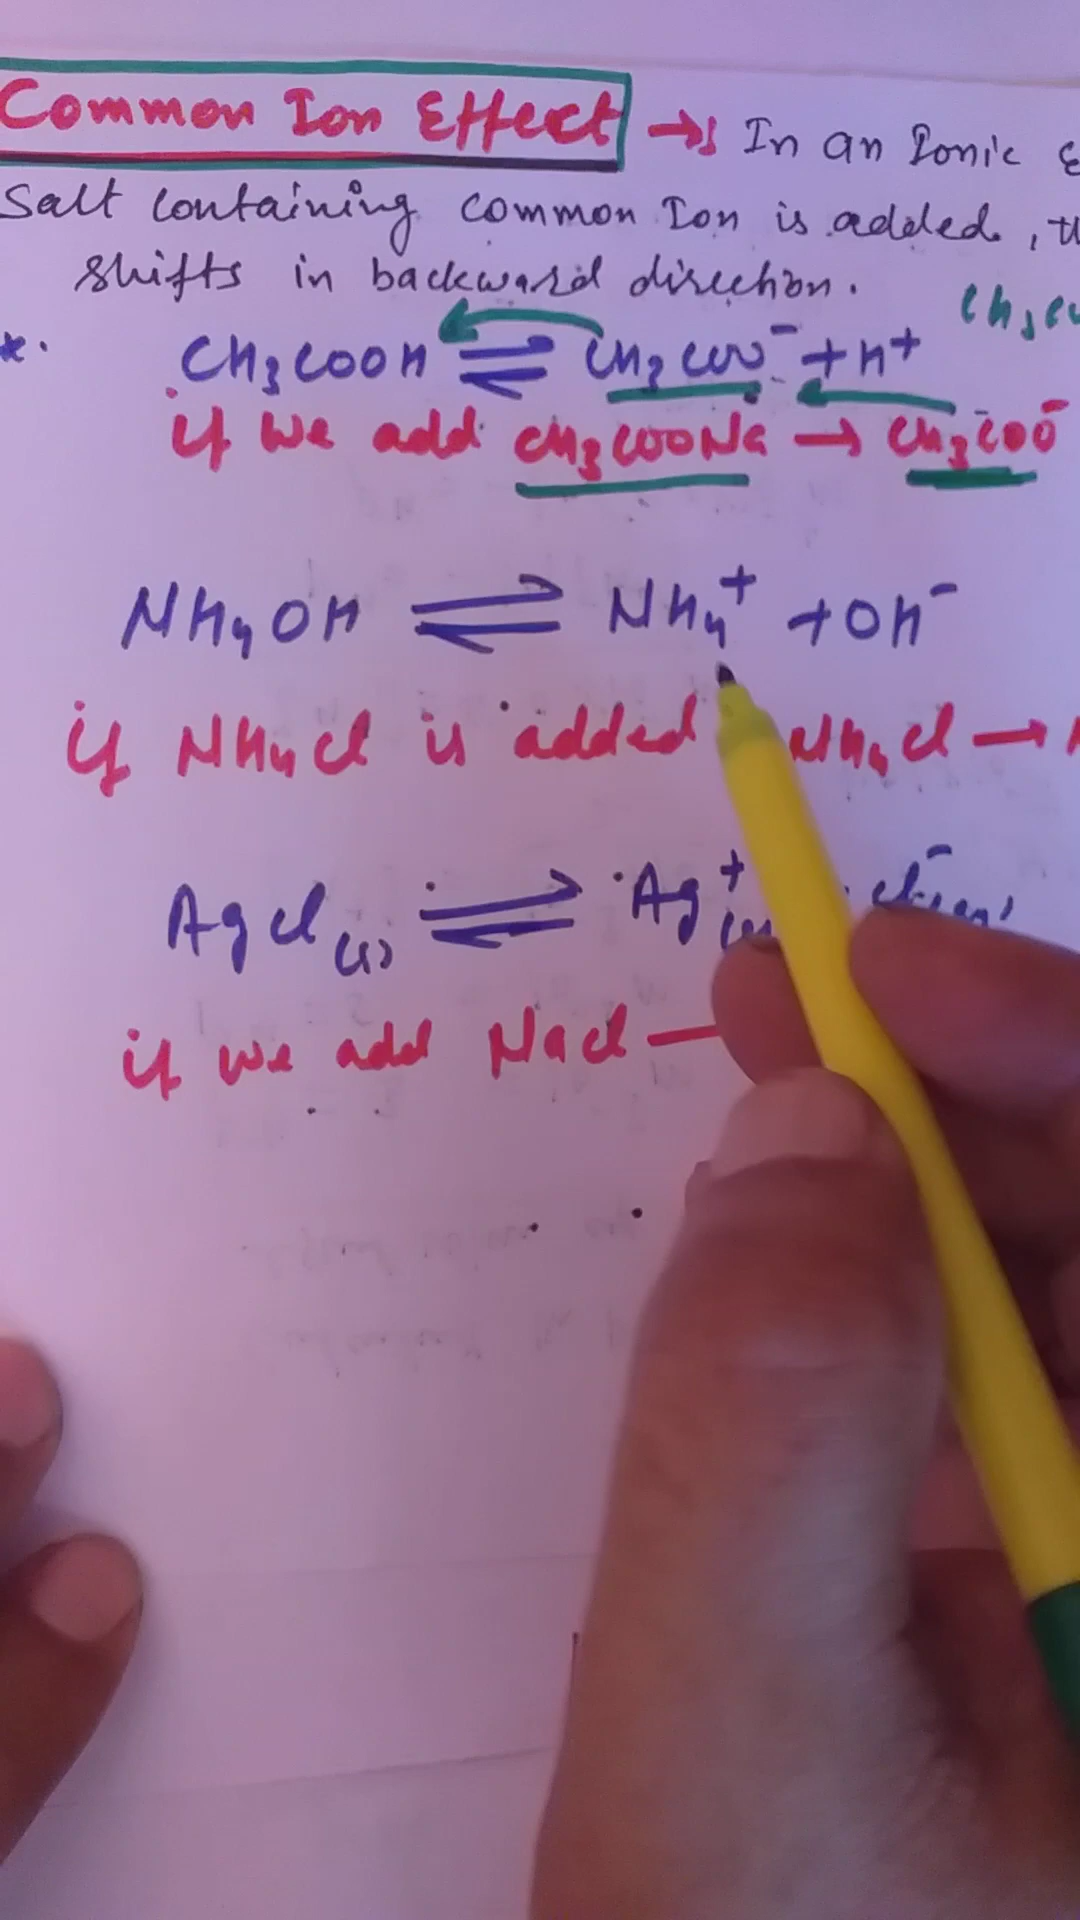 Common Ion Effect → In an Ionic
Salt containing common Ion is added, 
shifts in backward direction.
CH₃COOH ⇌ CH₃COO⁻ + H⁺
if we add CH₃COONa → CH₃COO⁻
NH₄OH ⇌ NH₄⁺ + OH⁻
if NH₄Cl is added NH₄Cl →
AgCl(s) ⇌ Ag⁺ Cl⁻
if we add NaCl —